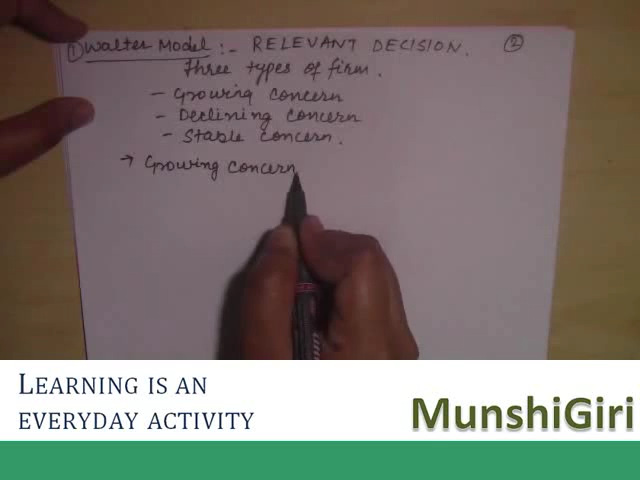 ① Walter Model :- RELEVANT DECISION. ②
Three types of firm.
- Growing concern
- Declining concern
- Stable concern.
→ Growing concern
LEARNING IS AN
EVERYDAY ACTIVITY
MunshiGiri